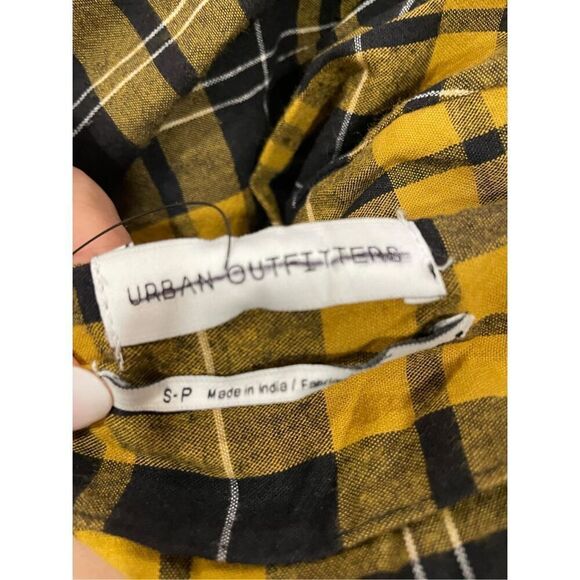 URBAN OUTFITTERS
S-P Made in India /